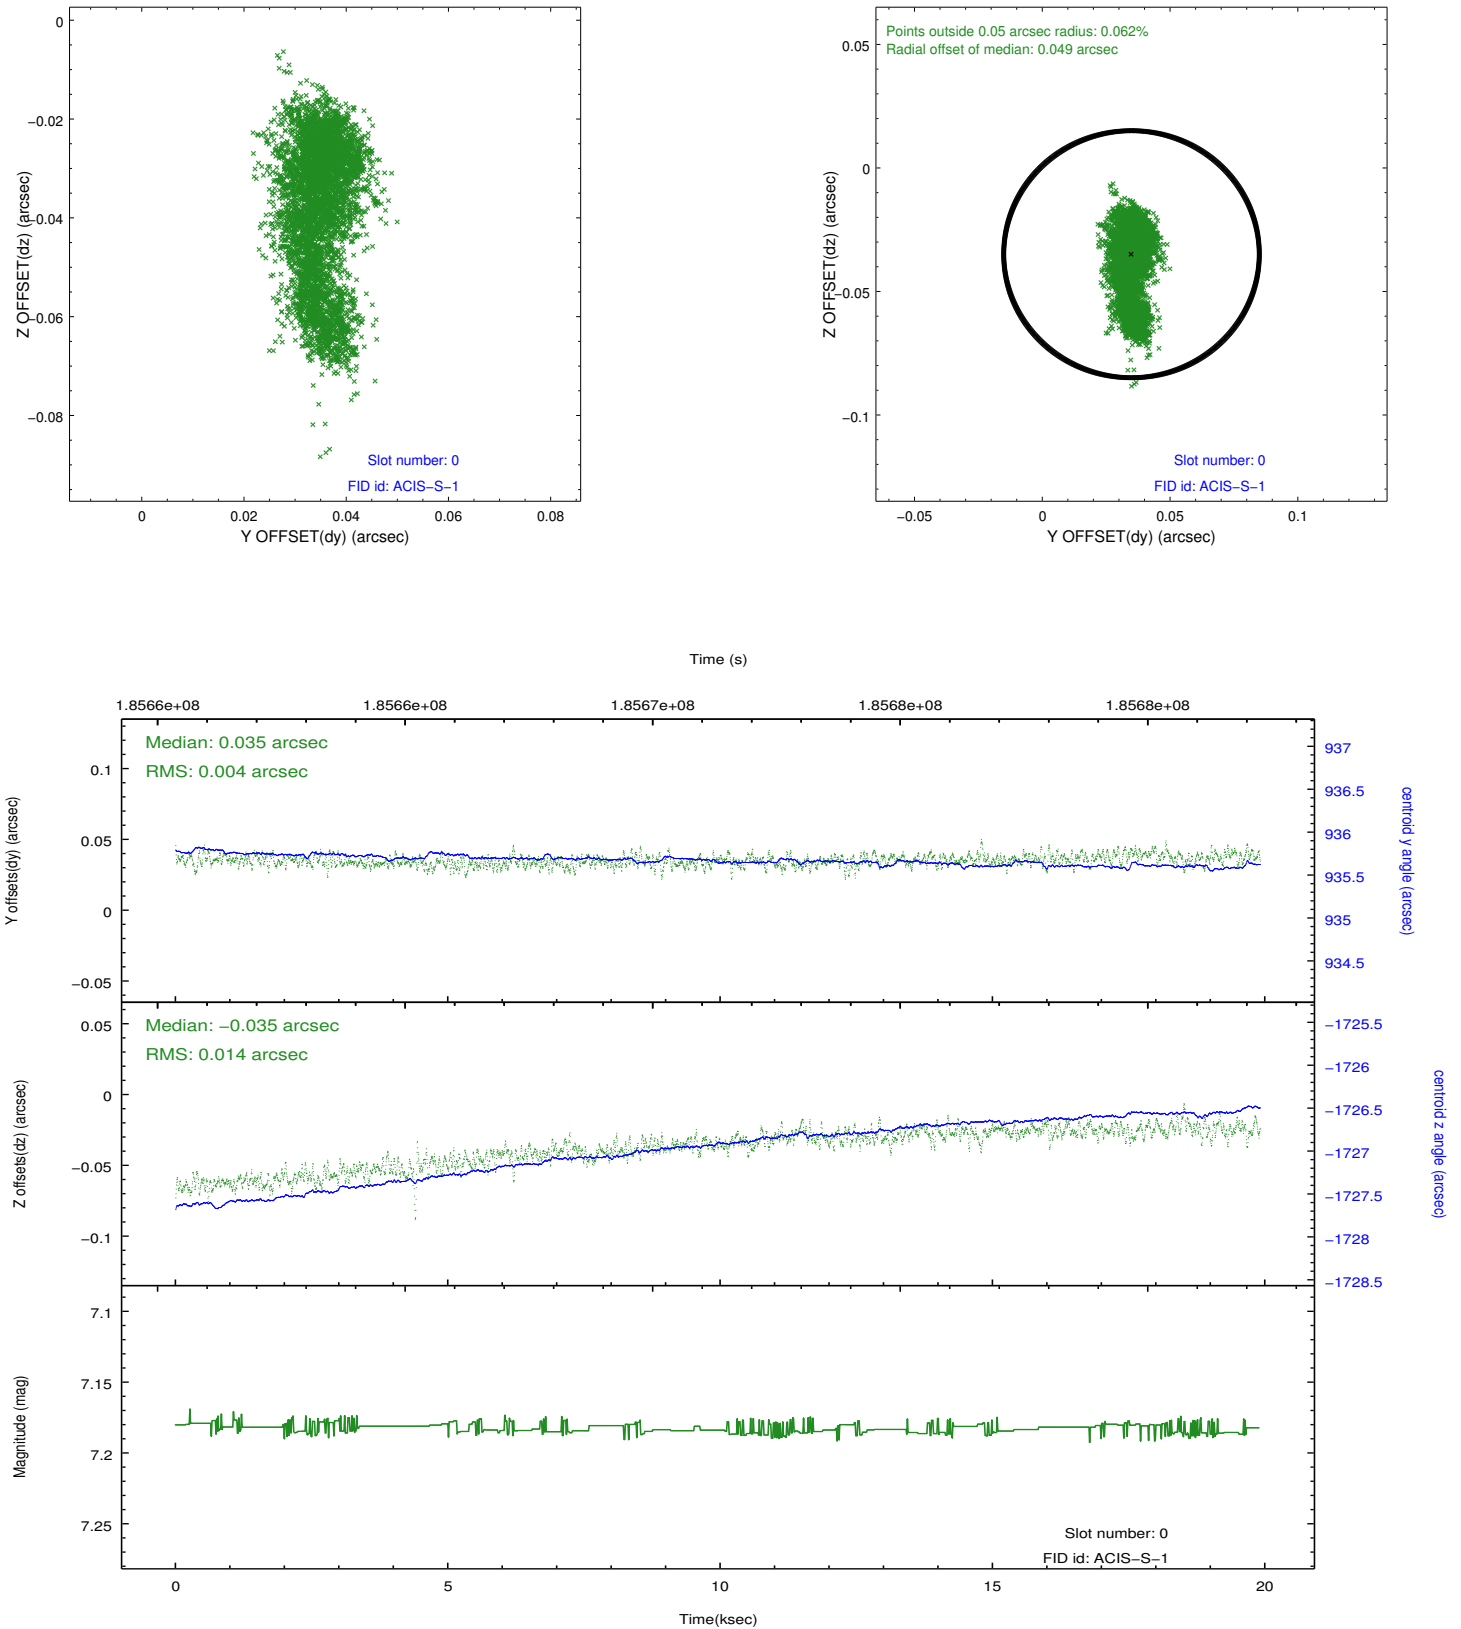 0
−0.02
−0.04
−0.06
−0.08
Z OFFSET(dz) (arcsec)
Slot number: 0
FID id: ACIS−S−1
0
0.02
0.04
0.06
0.08
Y OFFSET(dy) (arcsec)
Points outside 0.05 arcsec radius: 0.062%
Radial offset of median: 0.049 arcsec
0.05
0
−0.05
−0.1
Z OFFSET(dz) (arcsec)
Slot number: 0
FID id: ACIS−S−1
−0.05
0
0.05
0.1
Y OFFSET(dy) (arcsec)
Time (s)
1.8566e+08
1.8566e+08
1.8567e+08
1.8568e+08
1.8568e+08
Median: 0.035 arcsec
RMS: 0.004 arcsec
0.1
0.05
0
−0.05
Y offsets(dy) (arcsec)
937
936.5
936
935.5
935
934.5
centroid y angle (arcsec)
Median: −0.035 arcsec
RMS: 0.014 arcsec
0.05
0
−0.05
−0.1
Z offsets(dz) (arcsec)
−1725.5
−1726
−1726.5
−1727
−1727.5
−1728
−1728.5
centroid z angle (arcsec)
7.1
7.15
7.2
7.25
Magnitude (mag)
Slot number: 0
FID id: ACIS−S−1
0
5
10
15
20
Time(ksec)